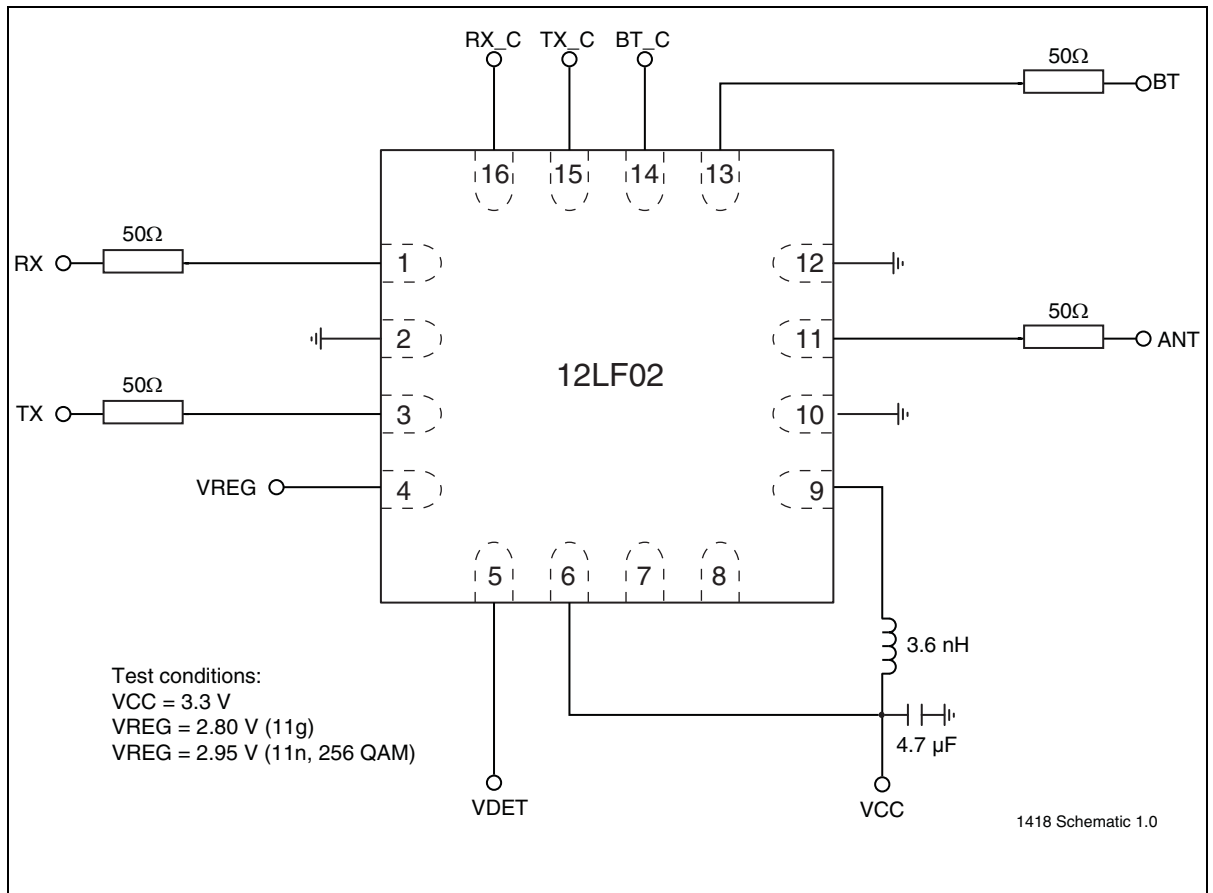 RX_C TX_C BT_C
50Ω
BT
16 15 14 13
50Ω
RX
1
12
50Ω
2
11
ANT
12LF02
50Ω
TX
3
10
VREG
4
9
5 6 7 8
3.6 nH
Test conditions:
VCC = 3.3 V
VREG = 2.80 V (11g)
VREG = 2.95 V (11n, 256 QAM)
4.7 µF
VDET
VCC
1418 Schematic 1.0